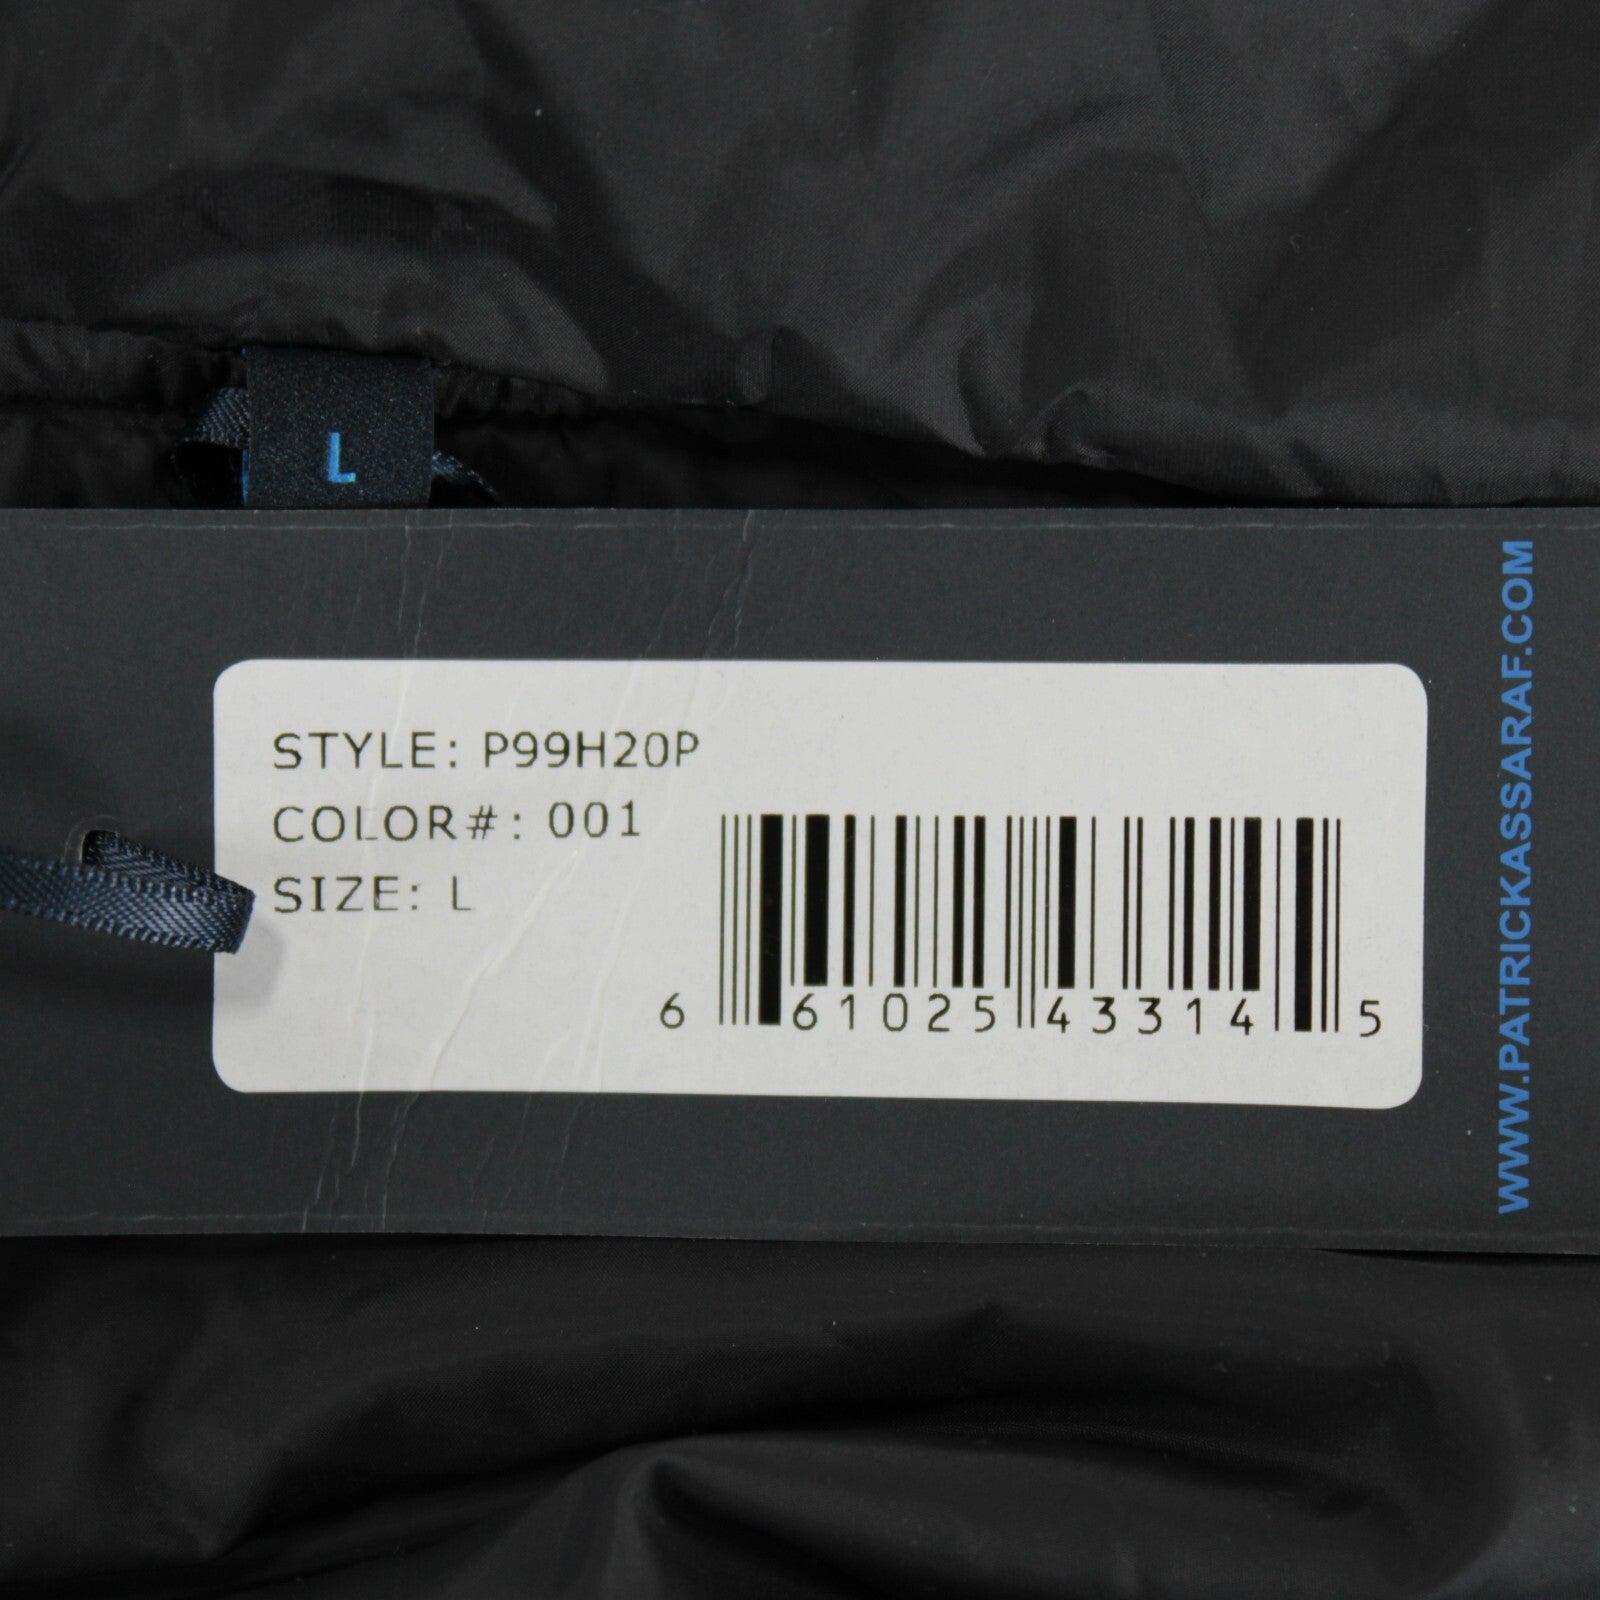 L
STYLE: P99H20P
COLOR#: 001
SIZE: L
6 61025 43314 5
WWW.PATRICKASSARAF.COM